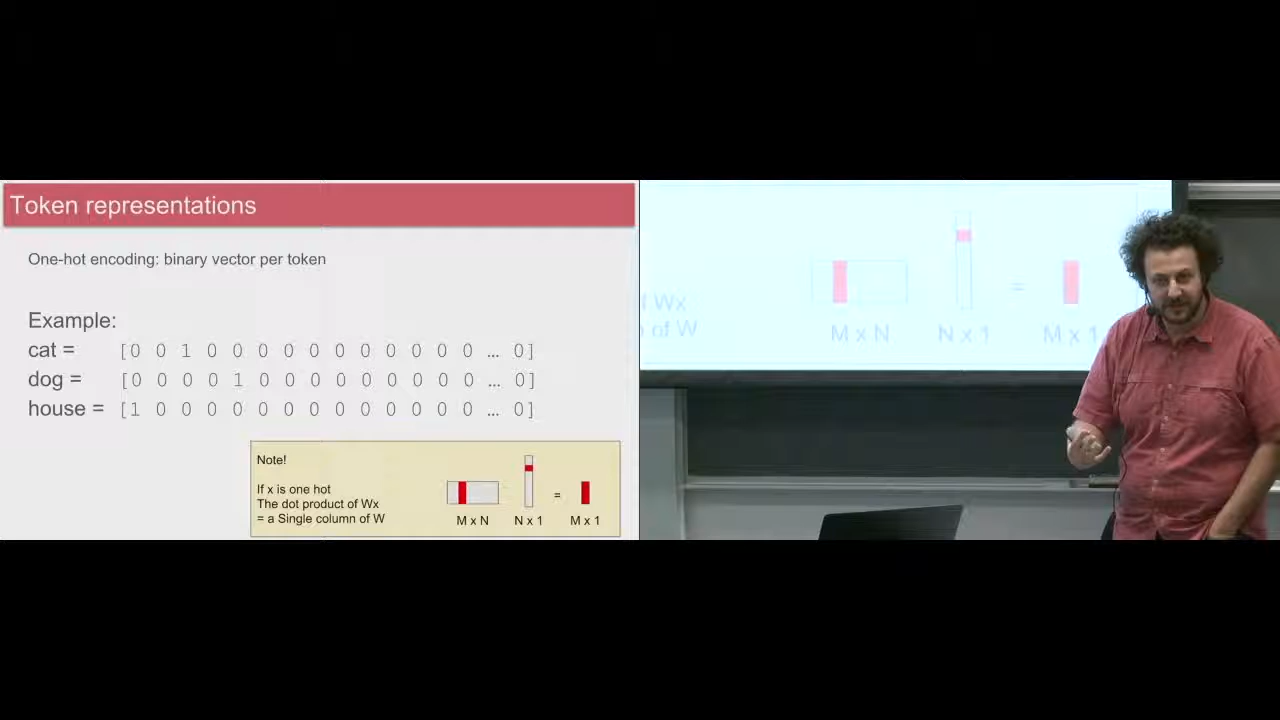 Token representations
One-hot encoding: binary vector per token
Example:
cat = [0 0 1 0 0 0 0 0 0 0 0 0 0 0 … 0]
dog = [0 0 0 0 1 0 0 0 0 0 0 0 0 0 … 0]
house = [1 0 0 0 0 0 0 0 0 0 0 0 0 0 … 0]
Note!
If x is one hot
The dot product of Wx
= a Single column of W
=
M x N N x 1 M x 1
f Wx
of W
=
M x N N x 1 M x 1